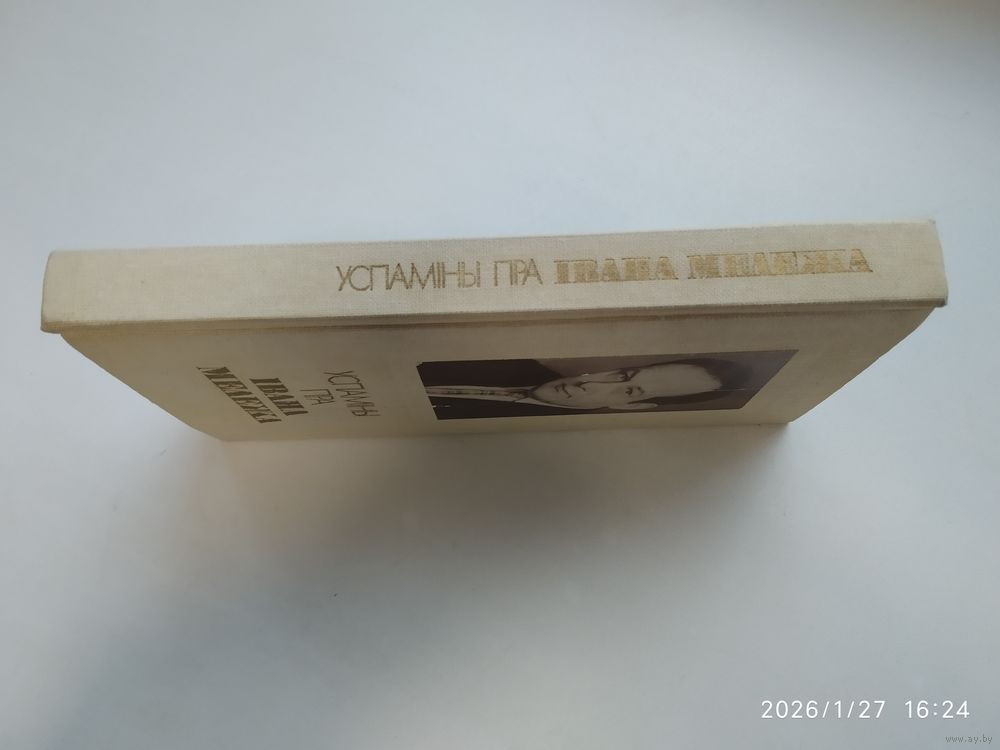 УСПАМІНЫ ПРА ІВАНА МЕЛЕЖА
УСПАМІНЫ
ПРА
ІВАНА
МЕЛЕЖА
2026/1/27 16:24
www.ay.by